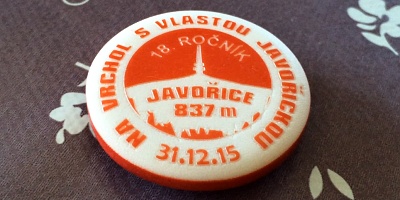 NA VRCHOL S VLASTOU JAVOŘICKOU
18. ROČNÍK
JAVOŘICE
837 m
31.12.15